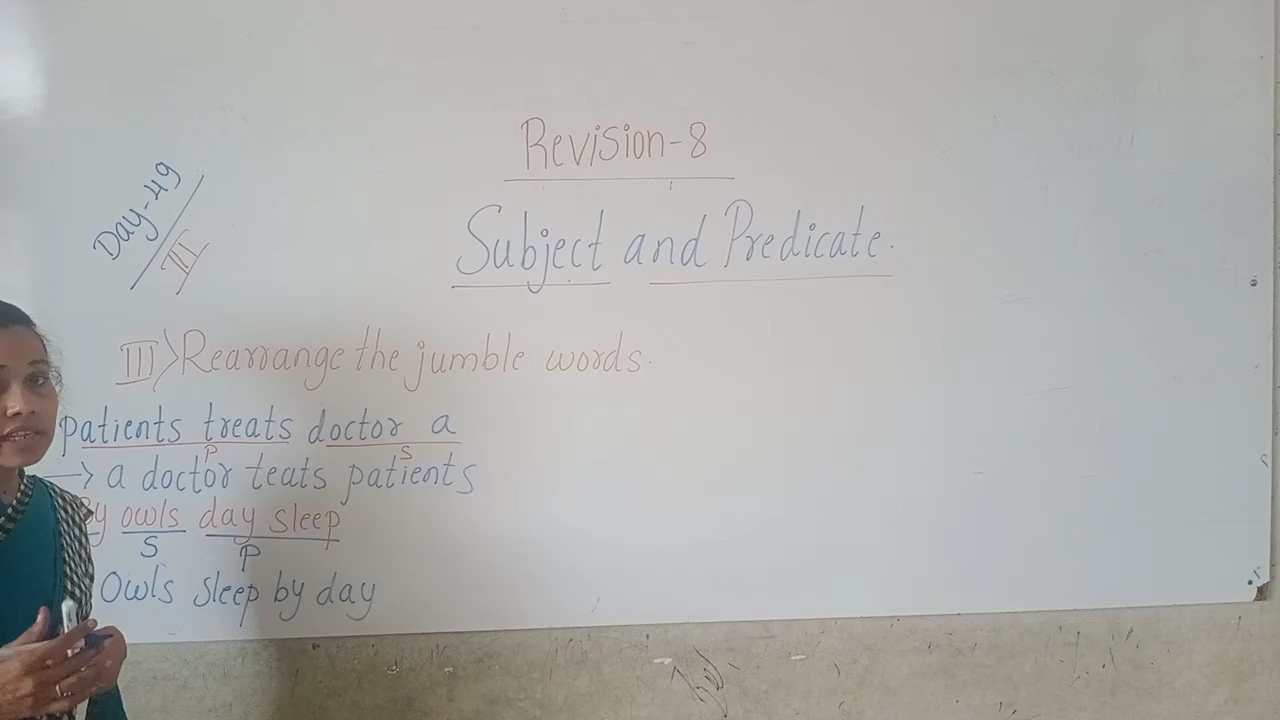 Revision-8
Day-49
III
Subject and Predicate.
III) Rearrange the jumble words.
patients treats doctor a
P S
→ a doctor teats patients
By owls day sleep
S P
Owls sleep by day